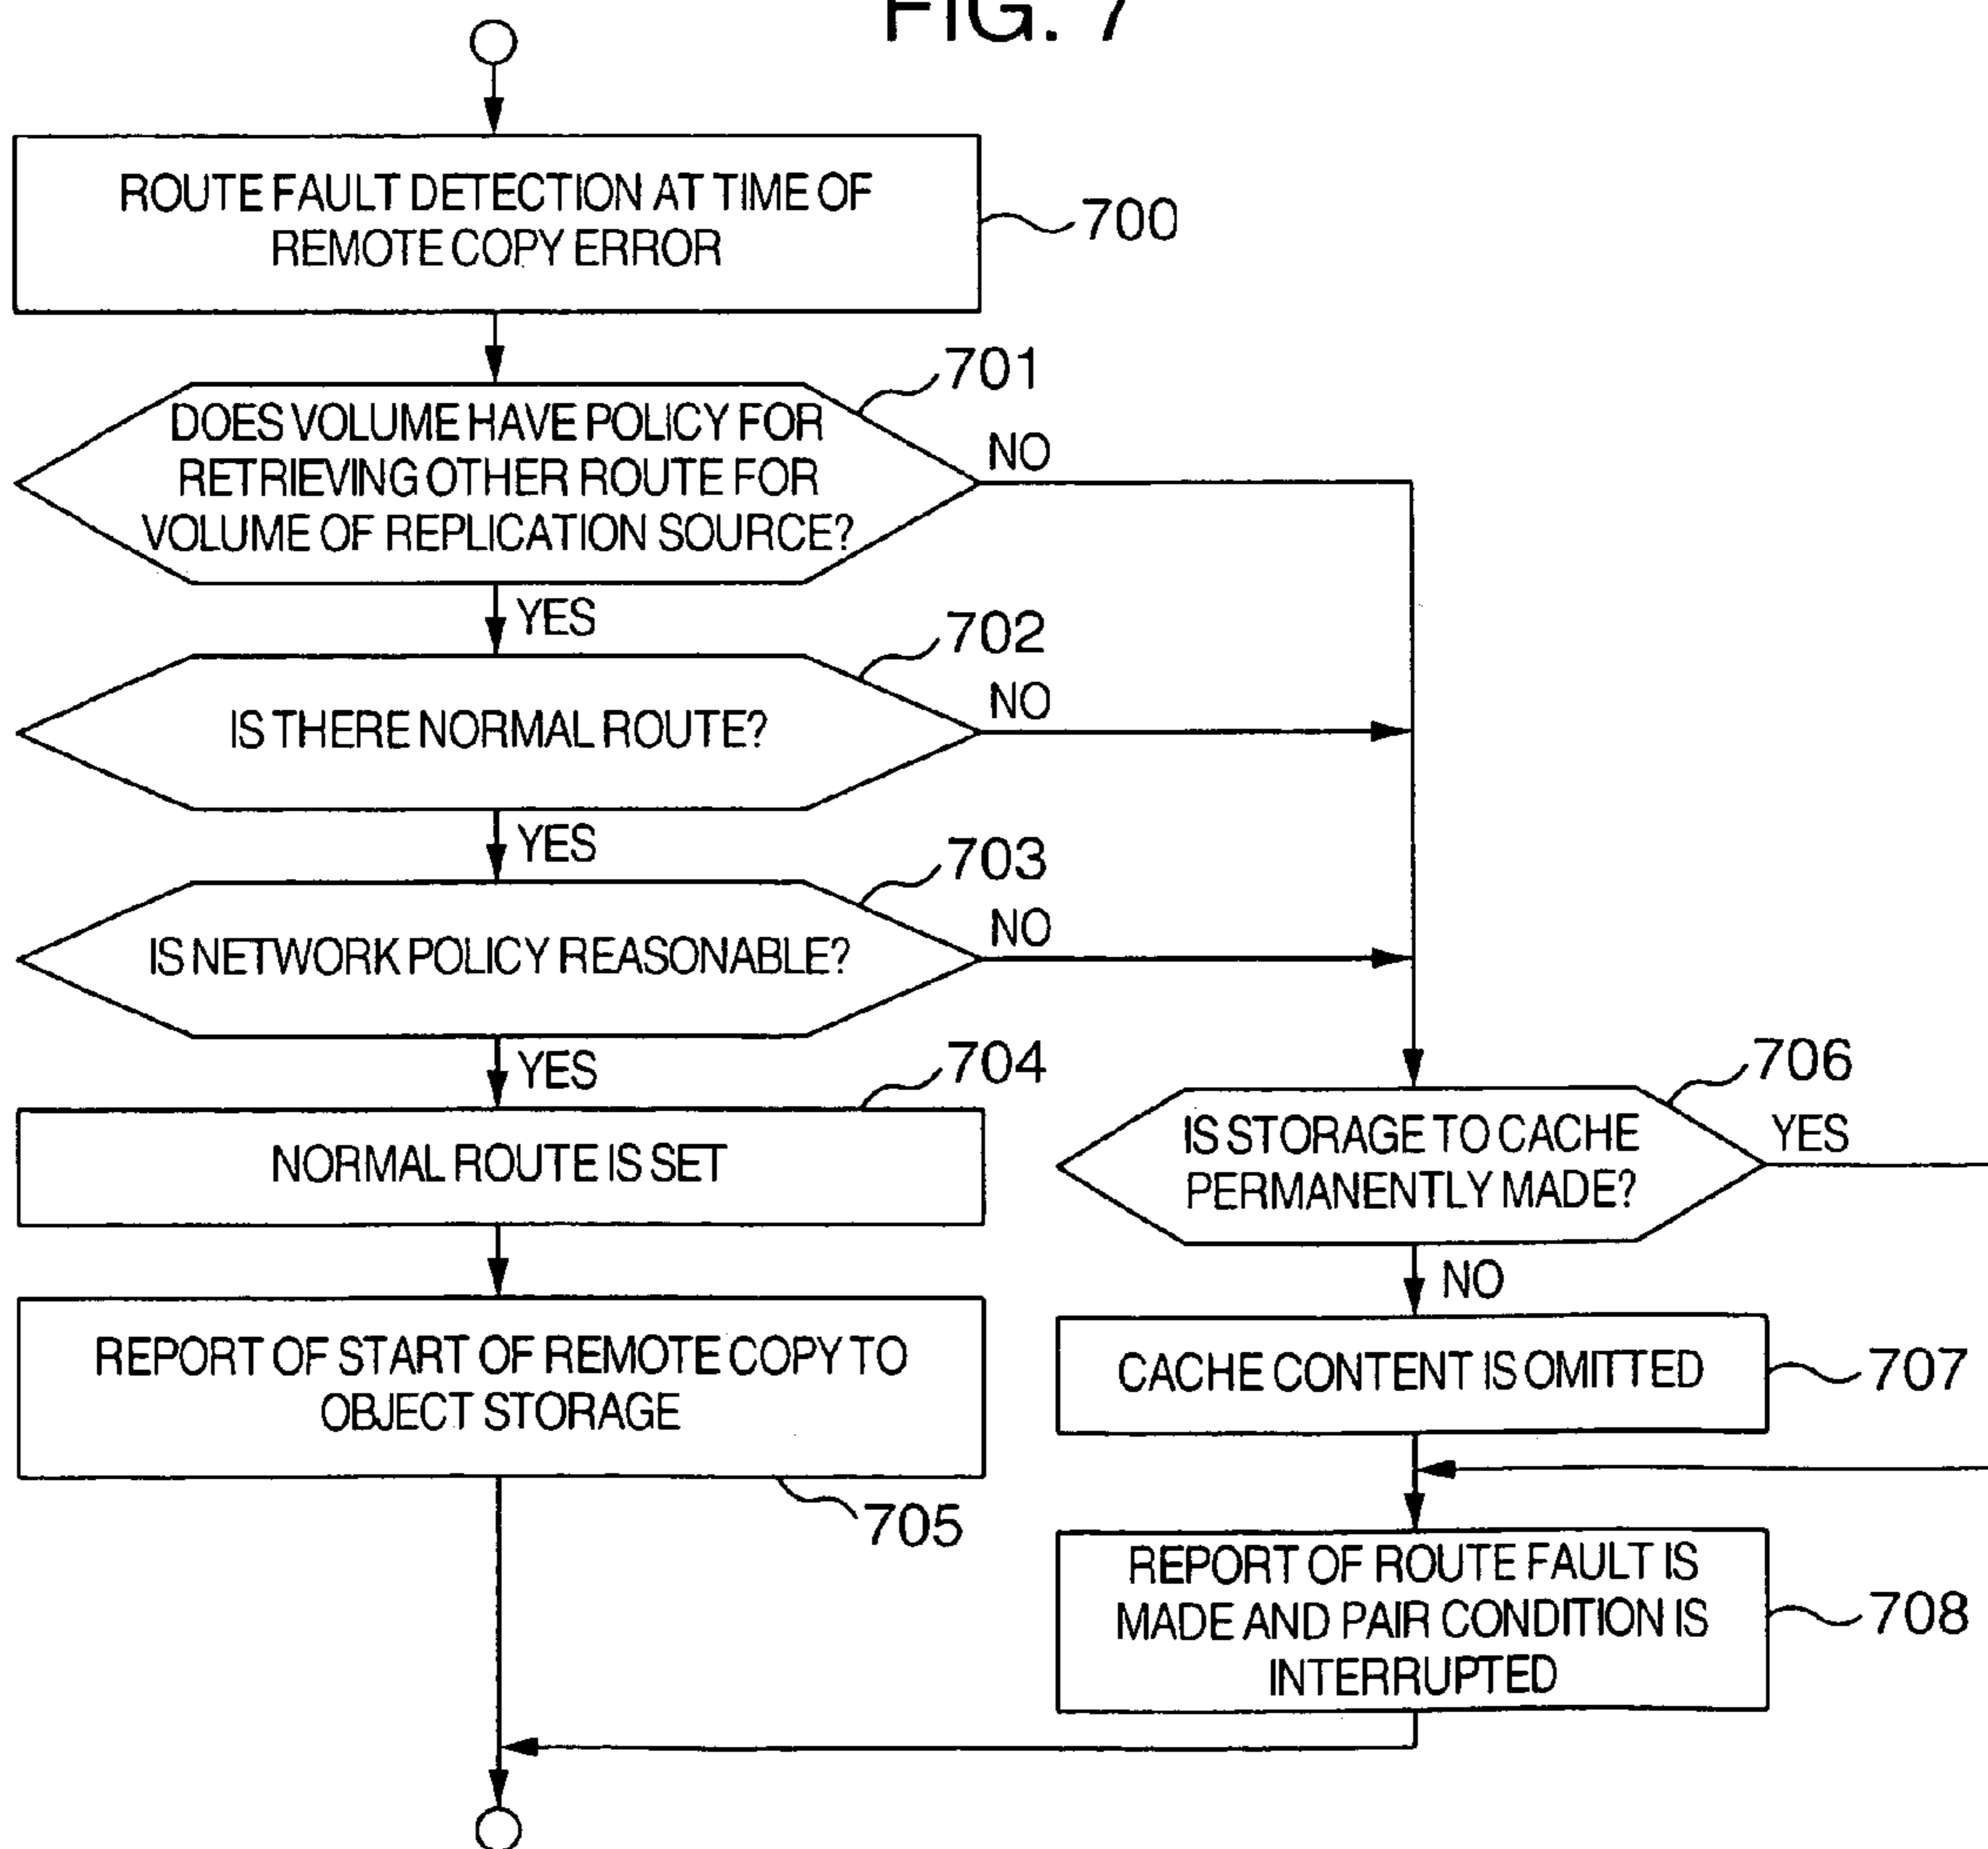 FIG. 7
ROUTE FAULT DETECTION AT TIME OF
REMOTE COPY ERROR
700
701
DOES VOLUME HAVE POLICY FOR
RETRIEVING OTHER ROUTE FOR
VOLUME OF REPLICATION SOURCE?
NO
YES
702
IS THERE NORMAL ROUTE?
NO
YES
703
IS NETWORK POLICY REASONABLE?
NO
YES
704
NORMAL ROUTE IS SET
REPORT OF START OF REMOTE COPY TO
OBJECT STORAGE
705
706
IS STORAGE TO CACHE
PERMANENTLY MADE?
YES
NO
CACHE CONTENT IS OMITTED
707
REPORT OF ROUTE FAULT IS
MADE AND PAIR CONDITION IS
INTERRUPTED
708